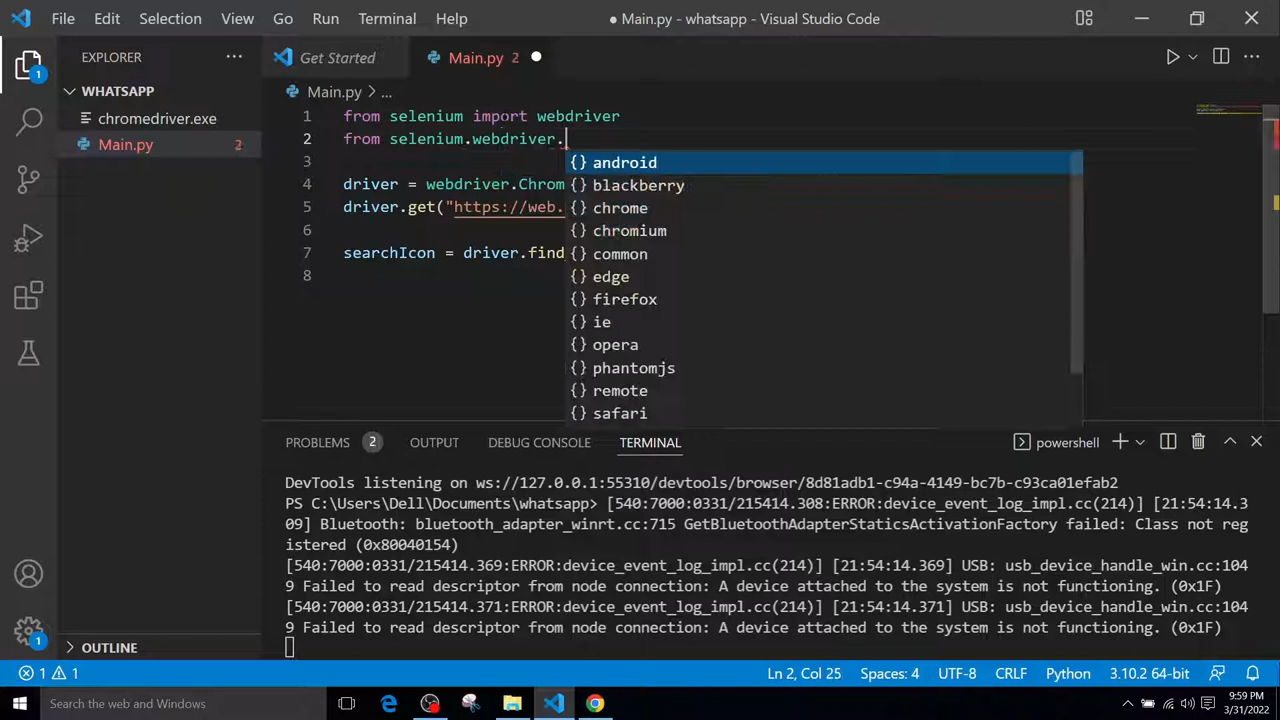 File Edit Selection View Go Run Terminal Help ● Main.py - whatsapp - Visual Studio Code
EXPLORER
Get Started
Main.py 2
WHATSAPP
Main.py > ...
chromedriver.exe
Main.py 2
1 from selenium import webdriver
2 from selenium.webdriver.
3
4 driver = webdriver.Chrom
5 driver.get("https://web.
6
7 searchIcon = driver.find
8
{} android
{} blackberry
{} chrome
{} chromium
{} common
{} edge
{} firefox
{} ie
{} opera
{} phantomjs
{} remote
{} safari
PROBLEMS 2 OUTPUT DEBUG CONSOLE TERMINAL powershell
DevTools listening on ws://127.0.0.1:55310/devtools/browser/8d81adb1-c94a-4149-bc7b-c93ca01efab2
PS C:\Users\Dell\Documents\whatsapp> [540:7000:0331/215414.308:ERROR:device_event_log_impl.cc(214)] [21:54:14.3
09] Bluetooth: bluetooth_adapter_winrt.cc:715 GetBluetoothAdapterStaticsActivationFactory failed: Class not reg
istered (0x80040154)
[540:7000:0331/215414.369:ERROR:device_event_log_impl.cc(214)] [21:54:14.369] USB: usb_device_handle_win.cc:104
9 Failed to read descriptor from node connection: A device attached to the system is not functioning. (0x1F)
[540:7000:0331/215414.371:ERROR:device_event_log_impl.cc(214)] [21:54:14.371] USB: usb_device_handle_win.cc:104
9 Failed to read descriptor from node connection: A device attached to the system is not functioning. (0x1F)
OUTLINE
1
1
1 1 Ln 2, Col 25 Spaces: 4 UTF-8 CRLF Python 3.10.2 64-bit
Search the web and Windows
9:59 PM
3/31/2022